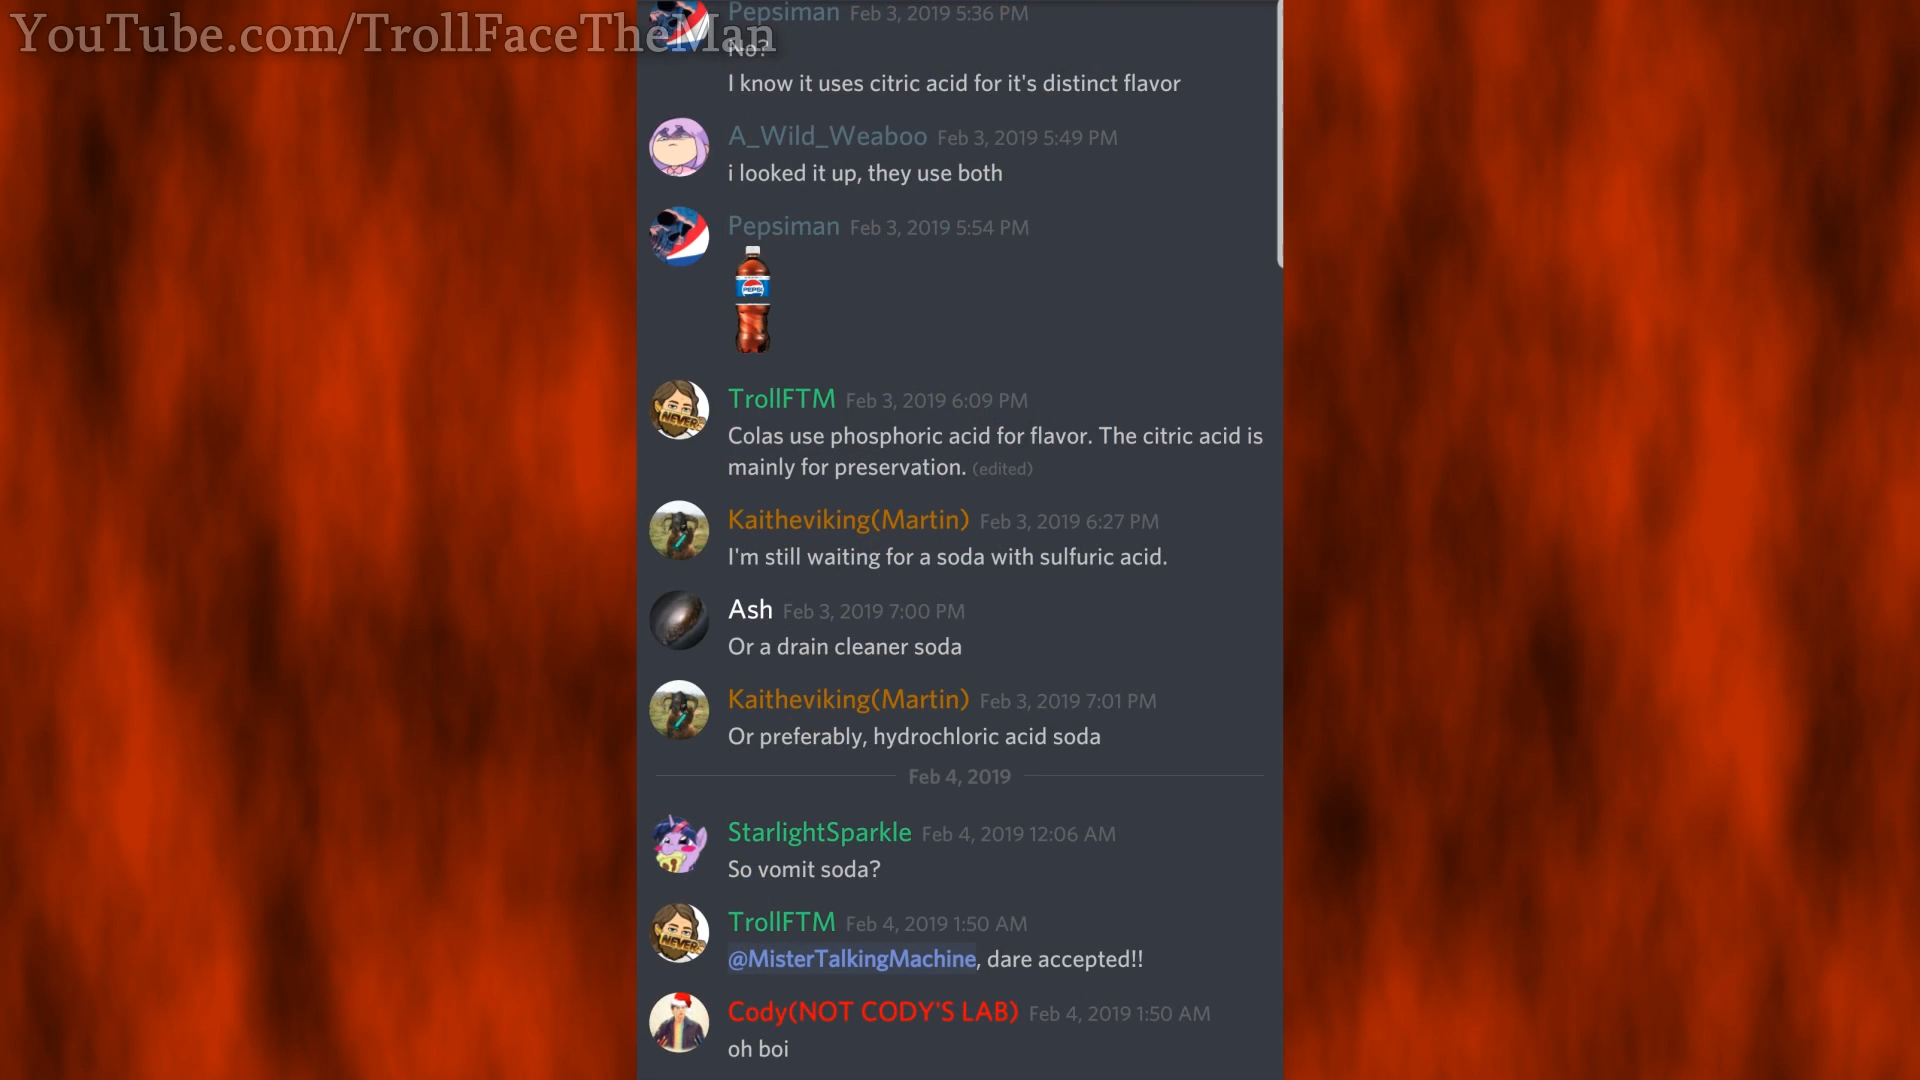 YouTube.com/TrollFaceTheMan
Pepsiman Feb 3, 2019 5:36 PM
No?
I know it uses citric acid for it's distinct flavor
A_Wild_Weaboo Feb 3, 2019 5:49 PM
i looked it up, they use both
Pepsiman Feb 3, 2019 5:54 PM
PEPSI
TrollFTM Feb 3, 2019 6:09 PM
NEVER
Colas use phosphoric acid for flavor. The citric acid is
mainly for preservation. (edited)
Kaitheviking(Martin) Feb 3, 2019 6:27 PM
I'm still waiting for a soda with sulfuric acid.
Ash Feb 3, 2019 7:00 PM
Or a drain cleaner soda
Kaitheviking(Martin) Feb 3, 2019 7:01 PM
Or preferably, hydrochloric acid soda
Feb 4, 2019
StarlightSparkle Feb 4, 2019 12:06 AM
So vomit soda?
TrollFTM Feb 4, 2019 1:50 AM
NEVER
@MisterTalkingMachine, dare accepted!!
Cody(NOT CODY'S LAB) Feb 4, 2019 1:50 AM
oh boi